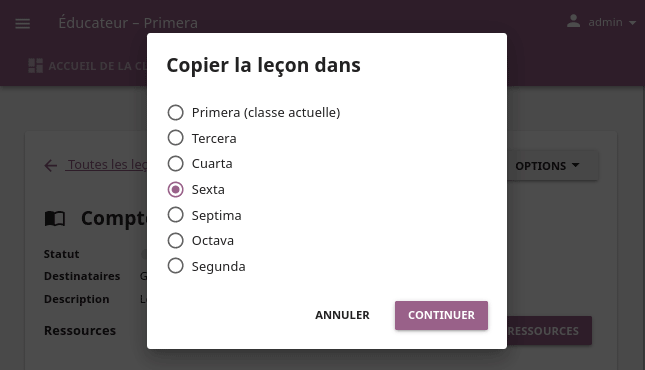 Éducateur – Primera
admin
ACCUEIL DE LA CL
Copier la leçon dans
Primera (classe actuelle)
Tercera
Cuarta
Sexta
Septima
Octava
Segunda
ANNULER
CONTINUER
Toutes les leç
OPTIONS
Compt
Statut
Destinataires
Description
Ressources
RESSOURCES